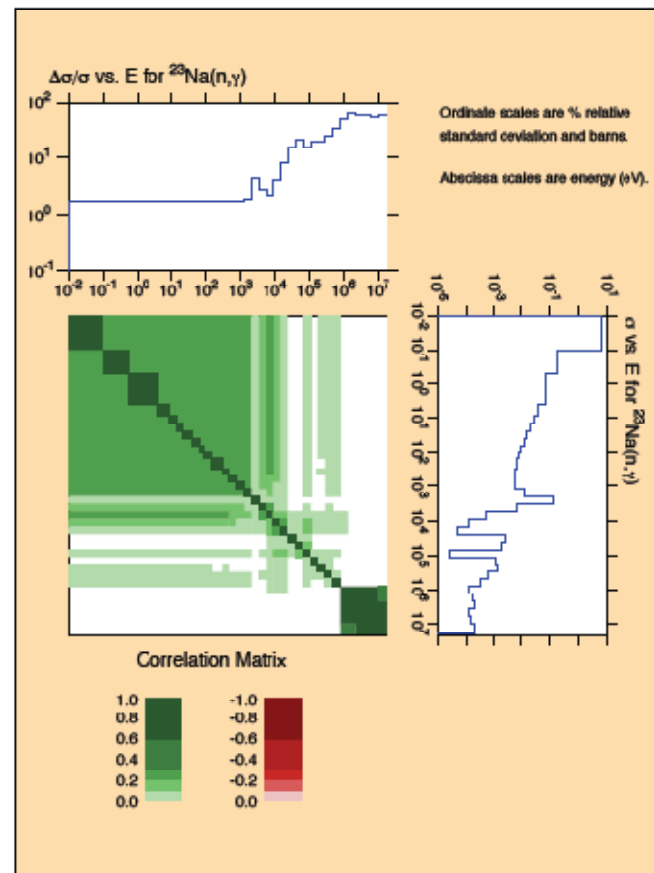 Δσ/σ vs. E for ²³Na(n,γ)
Ordinate scales are % relative
standard ceviation and barns.
Abscissa scales are energy (eV).
10²
10¹
10⁰
10⁻¹
10⁻² 10⁻¹ 10⁰ 10¹ 10² 10³ 10⁴ 10⁵ 10⁶ 10⁷
10⁻⁵ 10⁻³ 10⁻¹ 10¹
σ vs. E for ²³Na(n,γ)
10⁻²
10⁻¹
10⁰
10¹
10²
10³
10⁴
10⁵
10⁶
10⁷
Correlation Matrix
1.0 -1.0
0.8 -0.8
0.6 -0.6
0.4 -0.4
0.2 -0.2
0.0 0.0